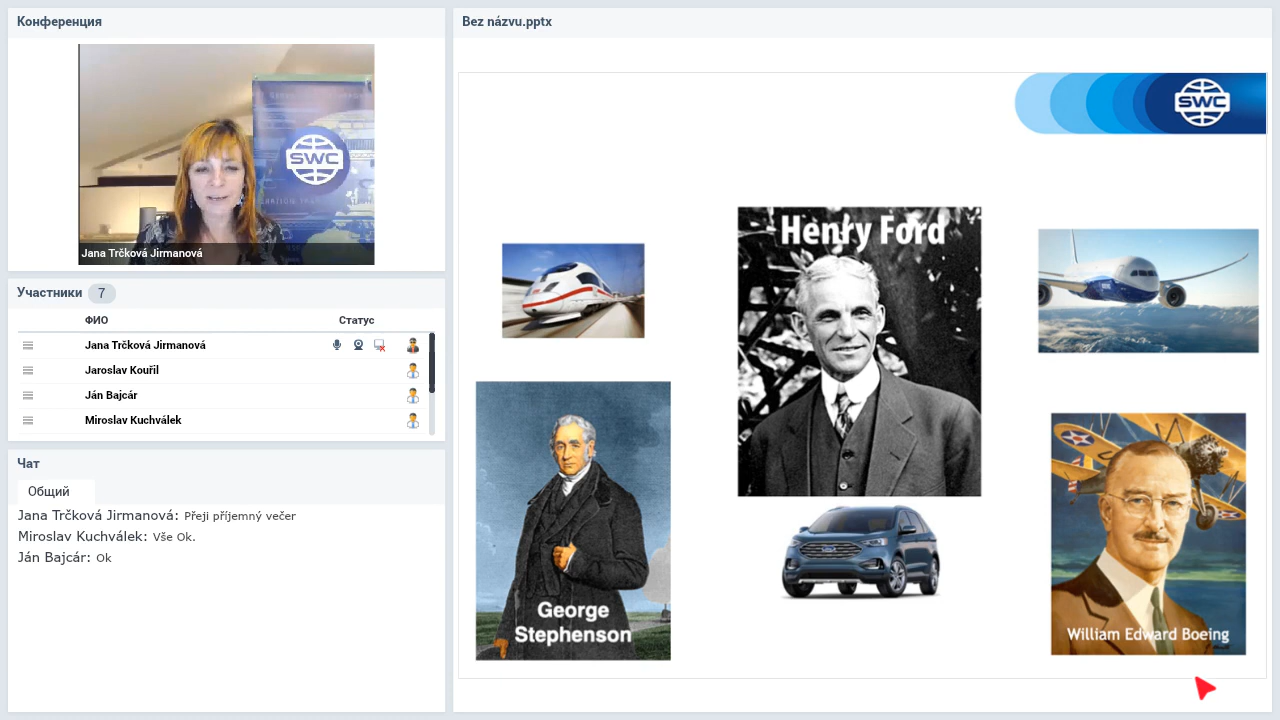 Конференция
SWC
Jana Trčková Jirmanová
Участники 7
ФИО Статус
Jana Trčková Jirmanová
Jaroslav Kouřil
Ján Bajcár
Miroslav Kuchválek
Чат
Общий
Jana Trčková Jirmanová: Přeji příjemný večer
Miroslav Kuchválek: Vše Ok.
Ján Bajcár: Ok
Bez názvu.pptx
SWC
Henry Ford
George
Stephenson
William Edward Boeing